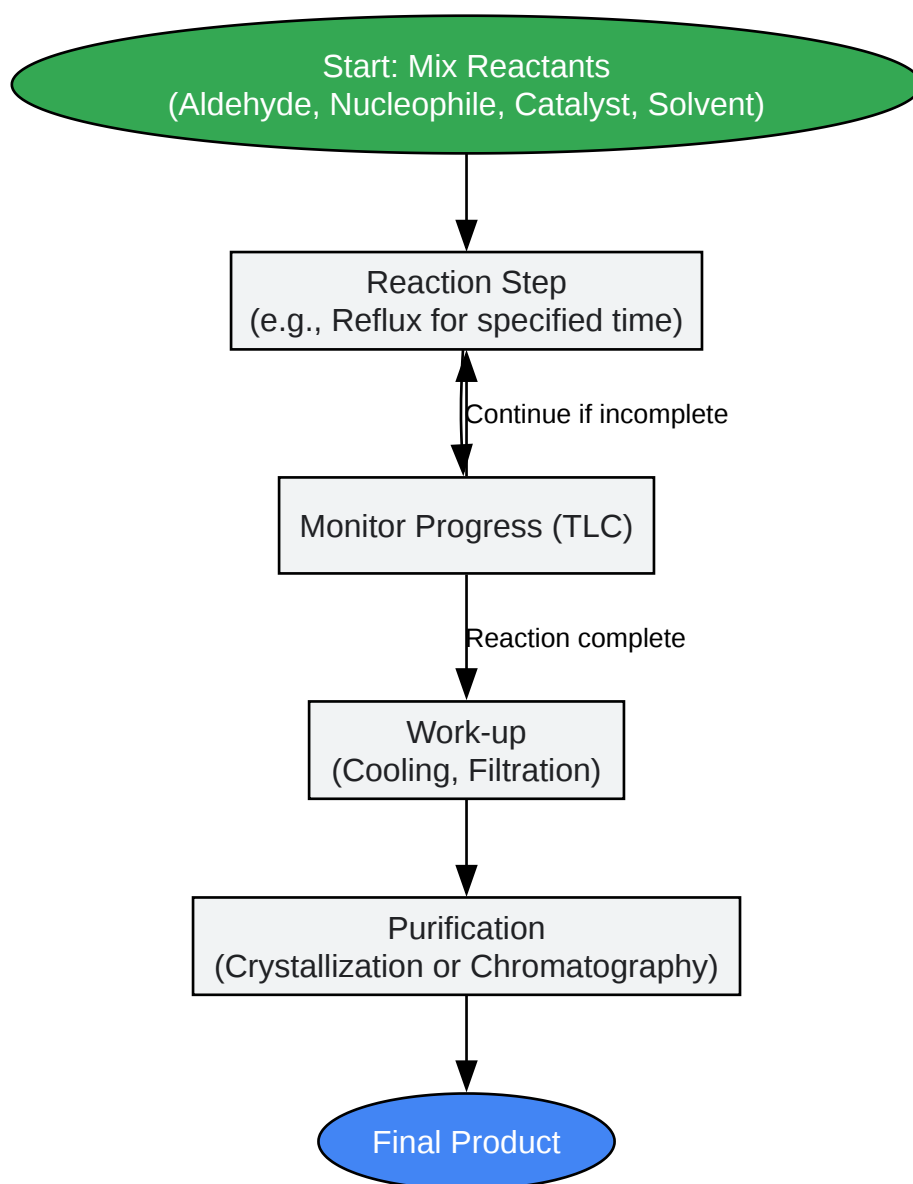 Start: Mix Reactants
(Aldehyde, Nucleophile, Catalyst, Solvent)
Reaction Step
(e.g., Reflux for specified time)
Continue if incomplete
Monitor Progress (TLC)
Reaction complete
Work-up
(Cooling, Filtration)
Purification
(Crystallization or Chromatography)
Final Product